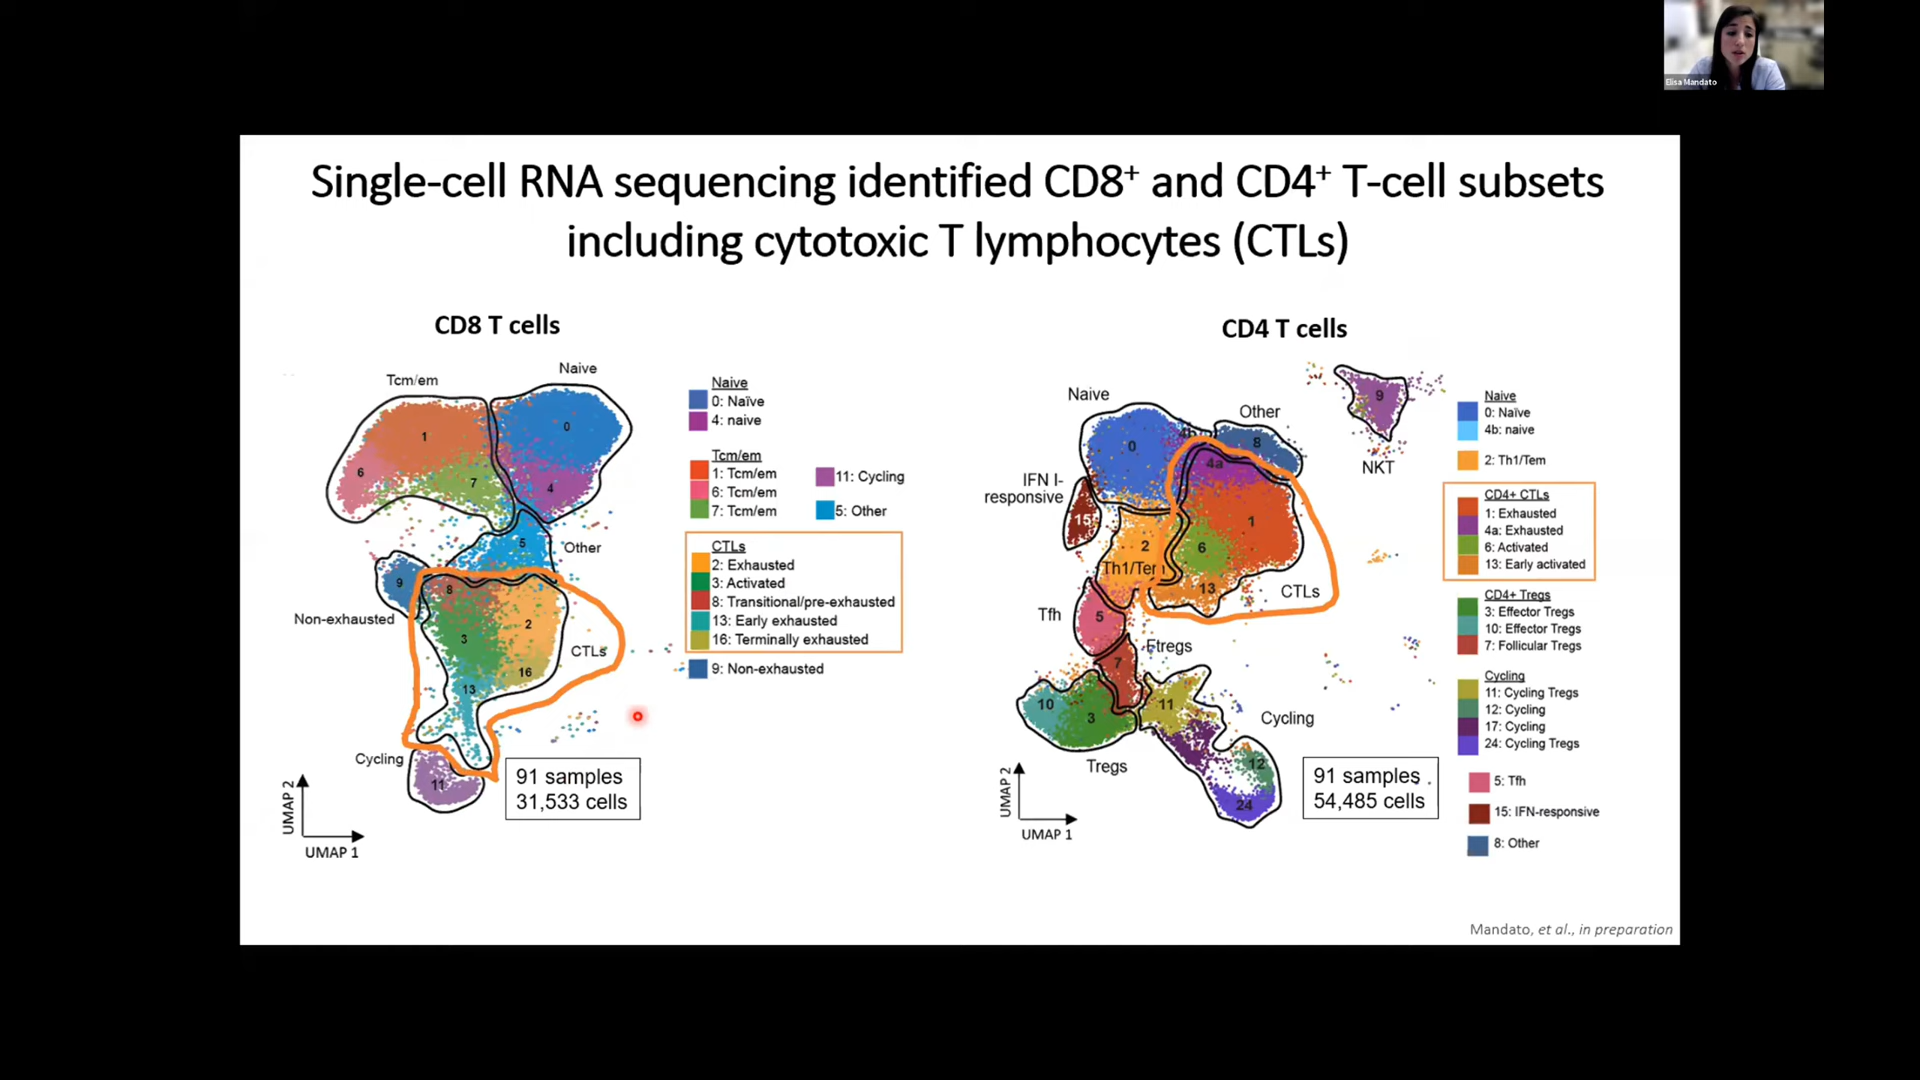 Elisa Mandato
Single-cell RNA sequencing identified CD8⁺ and CD4⁺ T-cell subsets
including cytotoxic T lymphocytes (CTLs)
CD8 T cells
Tcm/em
Naive
1
0
6
7
4
5
Other
9
8
Non-exhausted
3
2
CTLs
16
13
Cycling
11
UMAP 2
UMAP 1
91 samples
31,533 cells
Naive
0: Naïve
4: naive
Tcm/em
1: Tcm/em
6: Tcm/em
7: Tcm/em
11: Cycling
5: Other
CTLs
2: Exhausted
3: Activated
8: Transitional/pre-exhausted
13: Early exhausted
16: Terminally exhausted
9: Non-exhausted
CD4 T cells
Naive
Other
9
NKT
0
4b
8
4a
IFN I-
responsive
15
1
2
6
Th1/Tem
13
CTLs
Tfh
5
Ftregs
7
10
3
11
Cycling
17
12
Tregs
24
UMAP 2
UMAP 1
91 samples
54,485 cells
Naive
0: Naïve
4b: naive
2: Th1/Tem
CD4+ CTLs
1: Exhausted
4a: Exhausted
6: Activated
13: Early activated
CD4+ Tregs
3: Effector Tregs
10: Effector Tregs
7: Follicular Tregs
Cycling
11: Cycling Tregs
12: Cycling
17: Cycling
24: Cycling Tregs
5: Tfh
15: IFN-responsive
8: Other
Mandato, et al., in preparation